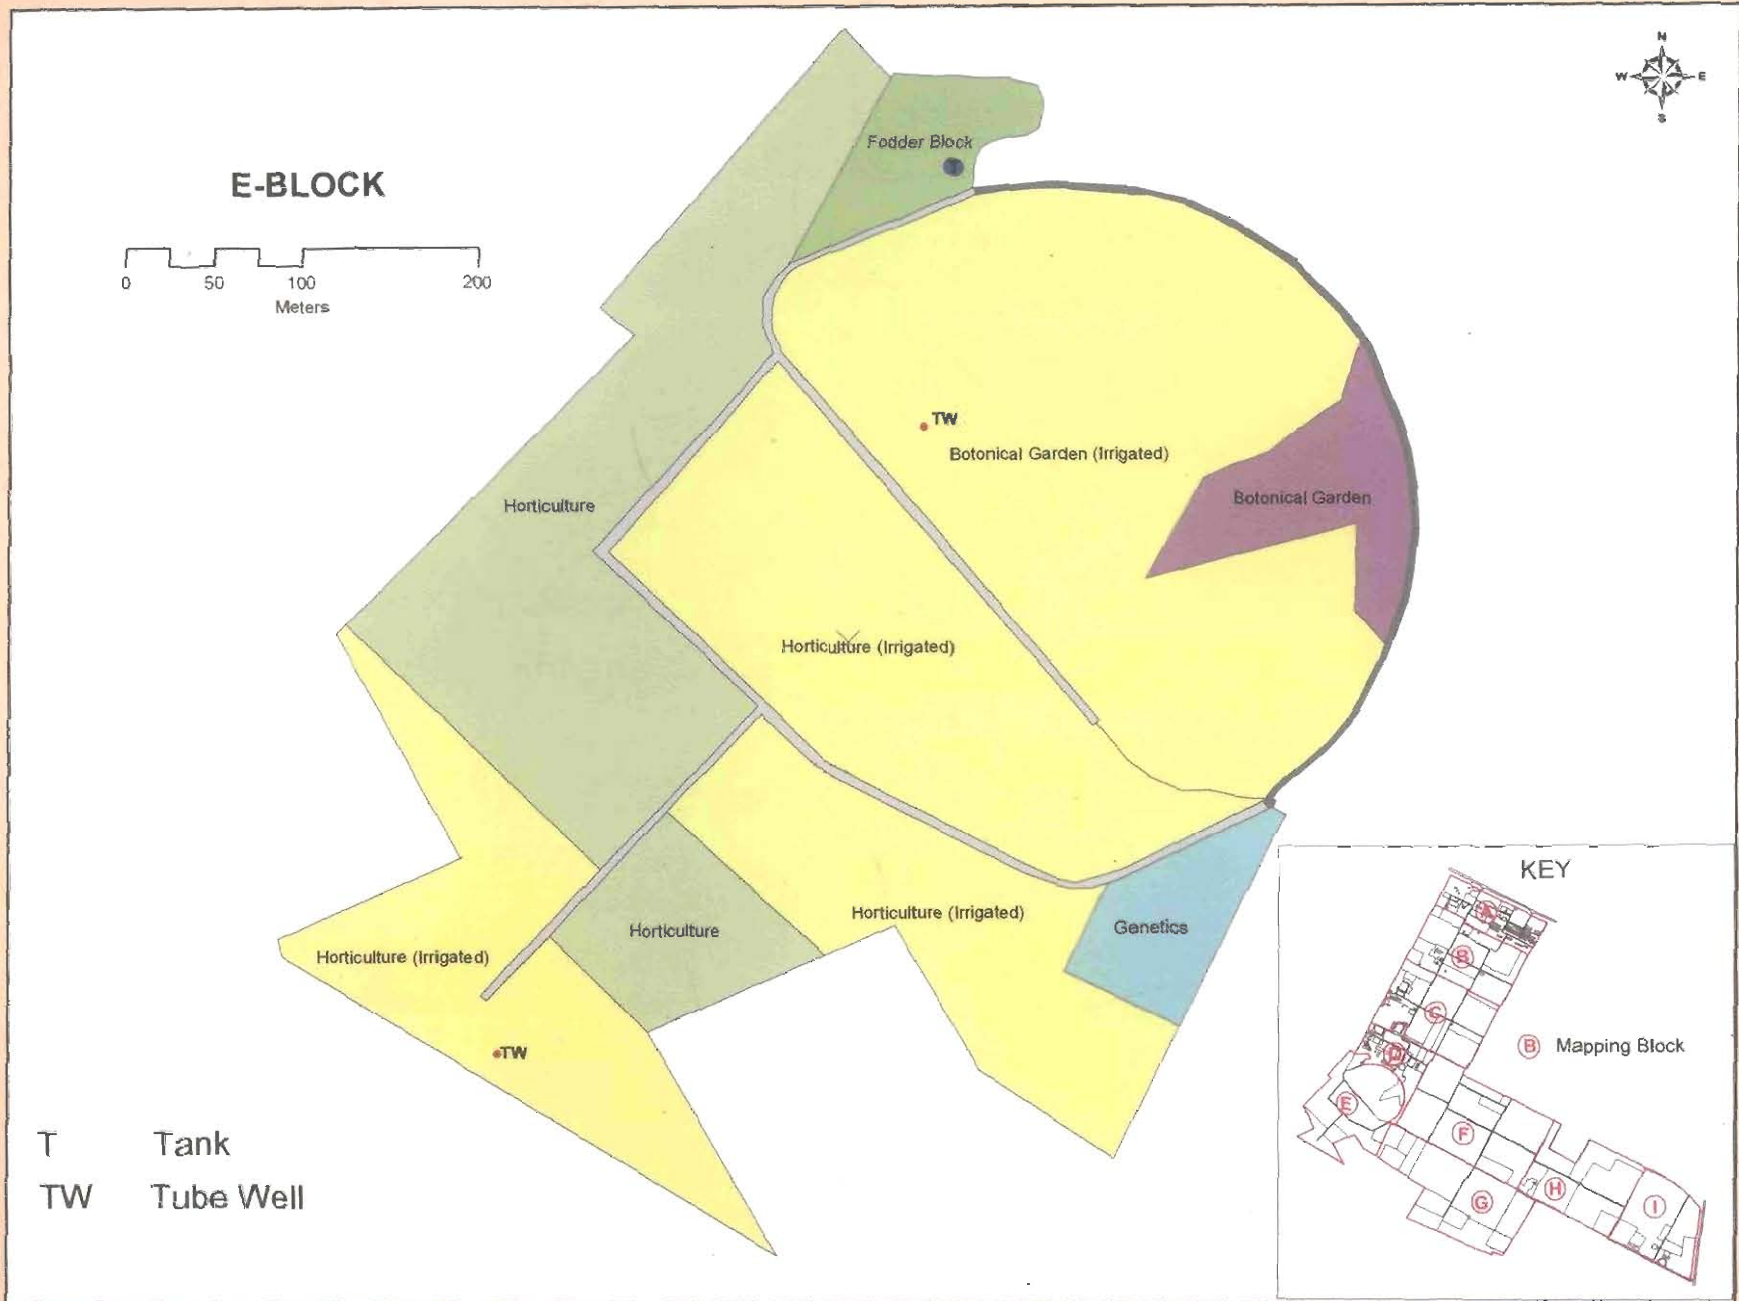 N
W E
S
E-BLOCK
0 50 100 200
Meters
Fodder Block
T
TW
Botonical Garden (Irrigated)
Botonical Garden
Horticulture
Horticulture (Irrigated)
Horticulture (Irrigated)
Genetics
Horticulture
Horticulture (Irrigated)
TW
T Tank
TW Tube Well
KEY
A
B
C
D
E
F
G
H
I
B Mapping Block